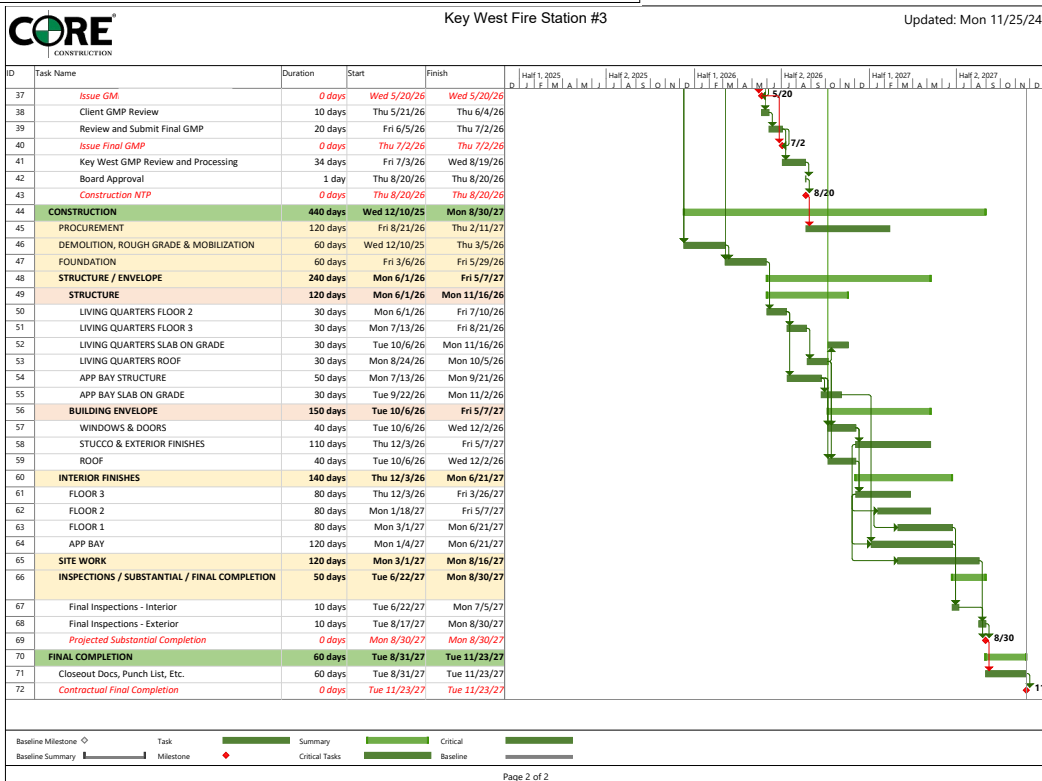 CORE
CONSTRUCTION
Key West Fire Station #3
Updated: Mon 11/25/24
ID Task Name Duration Start Finish
D Half 1, 2025 J F M A M J Half 2, 2025 J A S O N D Half 1, 2026 J F M A M J Half 2, 2026 J A S O N D Half 1, 2027 J F M A M J Half 2, 2027 J A S O N D
37 Issue GM 0 days Wed 5/20/26 Wed 5/20/26 5/20
38 Client GMP Review 10 days Thu 5/21/26 Thu 6/4/26
39 Review and Submit Final GMP 20 days Fri 6/5/26 Thu 7/2/26
40 Issue Final GMP 0 days Thu 7/2/26 Thu 7/2/26 7/2
41 Key West GMP Review and Processing 34 days Fri 7/3/26 Wed 8/19/26
42 Board Approval 1 day Thu 8/20/26 Thu 8/20/26
43 Construction NTP 0 days Thu 8/20/26 Thu 8/20/26 8/20
44 CONSTRUCTION 440 days Wed 12/10/25 Mon 8/30/27
45 PROCUREMENT 120 days Fri 8/21/26 Thu 2/11/27
46 DEMOLITION, ROUGH GRADE & MOBILIZATION 60 days Wed 12/10/25 Thu 3/5/26
47 FOUNDATION 60 days Fri 3/6/26 Fri 5/29/26
48 STRUCTURE / ENVELOPE 240 days Mon 6/1/26 Fri 5/7/27
49 STRUCTURE 120 days Mon 6/1/26 Mon 11/16/26
50 LIVING QUARTERS FLOOR 2 30 days Mon 6/1/26 Fri 7/10/26
51 LIVING QUARTERS FLOOR 3 30 days Mon 7/13/26 Fri 8/21/26
52 LIVING QUARTERS SLAB ON GRADE 30 days Tue 10/6/26 Mon 11/16/26
53 LIVING QUARTERS ROOF 30 days Mon 8/24/26 Mon 10/5/26
54 APP BAY STRUCTURE 50 days Mon 7/13/26 Mon 9/21/26
55 APP BAY SLAB ON GRADE 30 days Tue 9/22/26 Mon 11/2/26
56 BUILDING ENVELOPE 150 days Tue 10/6/26 Fri 5/7/27
57 WINDOWS & DOORS 40 days Tue 10/6/26 Wed 12/2/26
58 STUCCO & EXTERIOR FINISHES 110 days Thu 12/3/26 Fri 5/7/27
59 ROOF 40 days Tue 10/6/26 Wed 12/2/26
60 INTERIOR FINISHES 140 days Thu 12/3/26 Mon 6/21/27
61 FLOOR 3 80 days Thu 12/3/26 Fri 3/26/27
62 FLOOR 2 80 days Mon 1/18/27 Fri 5/7/27
63 FLOOR 1 80 days Mon 3/1/27 Mon 6/21/27
64 APP BAY 120 days Mon 1/4/27 Mon 6/21/27
65 SITE WORK 120 days Mon 3/1/27 Mon 8/16/27
66 INSPECTIONS / SUBSTANTIAL / FINAL COMPLETION 50 days Tue 6/22/27 Mon 8/30/27
67 Final Inspections - Interior 10 days Tue 6/22/27 Mon 7/5/27
68 Final Inspections - Exterior 10 days Tue 8/17/27 Mon 8/30/27
69 Projected Substantial Completion 0 days Mon 8/30/27 Mon 8/30/27 8/30
70 FINAL COMPLETION 60 days Tue 8/31/27 Tue 11/23/27
71 Closeout Docs, Punch List, Etc. 60 days Tue 8/31/27 Tue 11/23/27
72 Contractual Final Completion 0 days Tue 11/23/27 Tue 11/23/27
Baseline Milestone Task Summary Critical
Baseline Summary Milestone Critical Tasks Baseline
Page 2 of 2